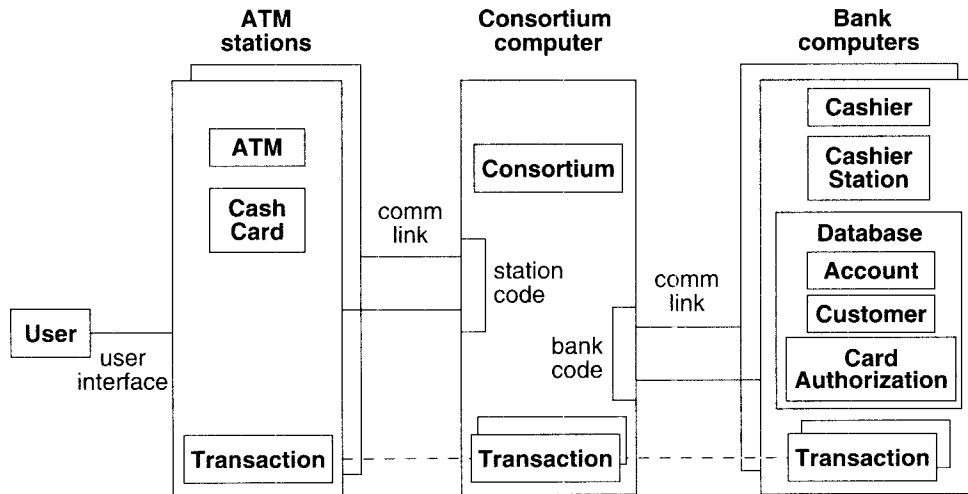 ATM
stations
Consortium
computer
Bank
computers
ATM
Cash
Card
User
user
interface
Transaction
comm
link
Consortium
station
code
bank
code
Transaction
comm
link
Cashier
Cashier
Station
Database
Account
Customer
Card
Authorization
Transaction